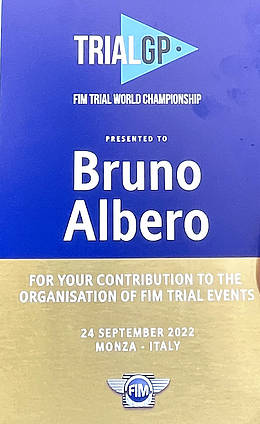 TRIALGP
FIM TRIAL WORLD CHAMPIONSHIP
PRESENTED TO
Bruno
Albero
FOR YOUR CONTRIBUTION TO THE
ORGANISATION OF FIM TRIAL EVENTS
24 SEPTEMBER 2022
MONZA - ITALY
FIM